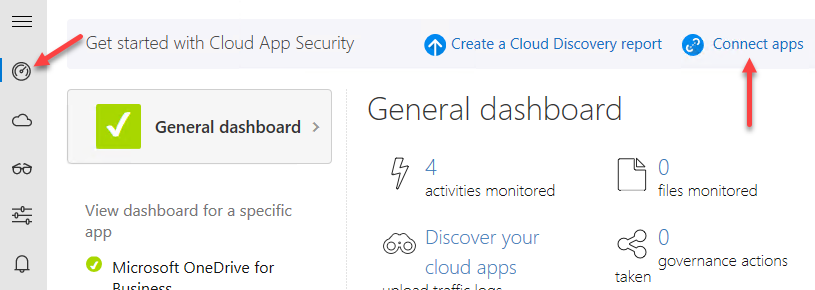 Get started with Cloud App Security
Create a Cloud Discovery report
Connect apps
General dashboard
View dashboard for a specific
app
Microsoft OneDrive for
Business
General dashboard
4
activities monitored
0
files monitored
Discover your
cloud apps
upload traffic logs
0
governance actions
taken